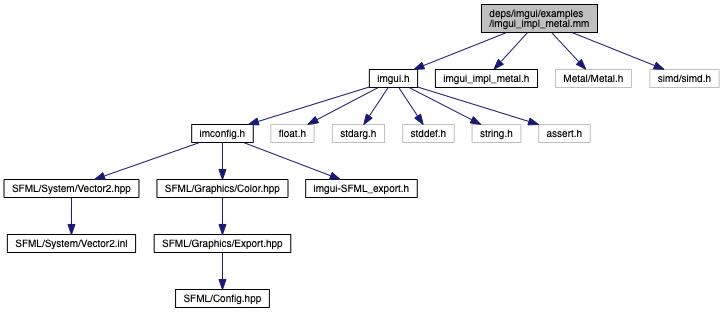 deps/imgui/examples
/imgui_impl_metal.mm
imgui.h
imgui_impl_metal.h
Metal/Metal.h
simd/simd.h
imconfig.h
float.h
stdarg.h
stddef.h
string.h
assert.h
SFML/System/Vector2.hpp
SFML/Graphics/Color.hpp
imgui-SFML_export.h
SFML/System/Vector2.inl
SFML/Graphics/Export.hpp
SFML/Config.hpp